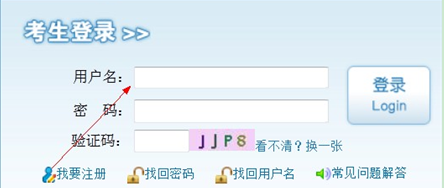 考生登录 >>
用户名:
密 码:
登录
Login
验证码: JJPS 看不清？换一张
我要注册 找回密码 找回用户名 常见问题解答